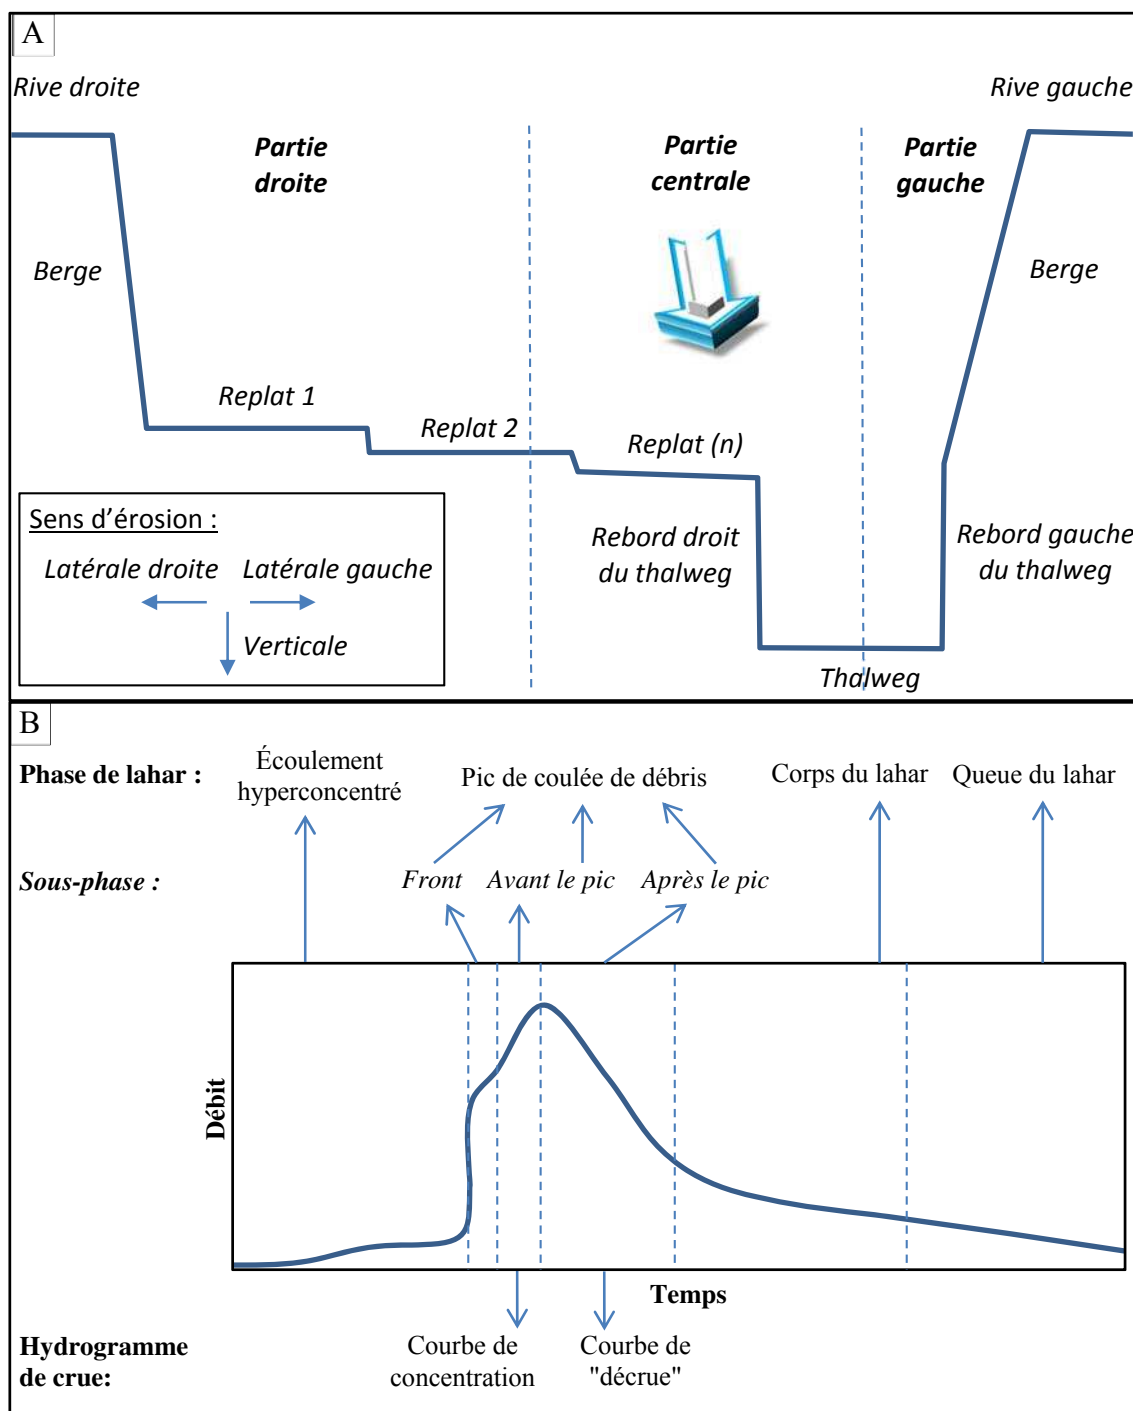 A
Rive droite
Rive gauche
Partie
droite
Partie
centrale
Partie
gauche
Berge
Berge
Replat 1
Replat 2
Replat (n)
Sens d'érosion :
Latérale droite
Latérale gauche
Verticale
Rebord droit
du thalweg
Rebord gauche
du thalweg
Thalweg
B
Phase de lahar :
Écoulement
hyperconcentré
Pic de coulée de débris
Corps du lahar
Queue du lahar
Sous-phase :
Front
Avant le pic
Après le pic
Débit
Temps
Hydrogramme
de crue:
Courbe de
concentration
Courbe de
"décrue"